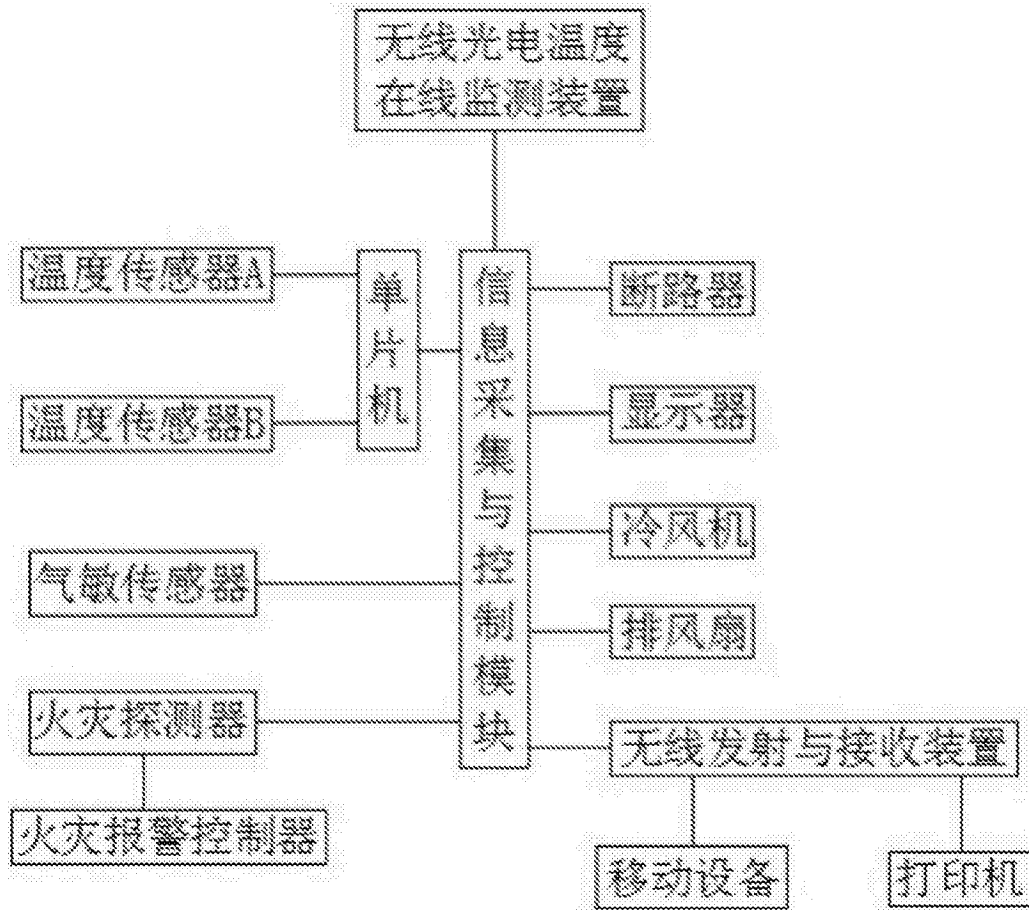 无线光电温度
在线监测装置
温度传感器A
单片机
信息采集与控制模块
断路器
温度传感器B
显示器
冷风机
气敏传感器
排风扇
火灾探测器
无线发射与接收装置
火灾报警控制器
移动设备
打印机